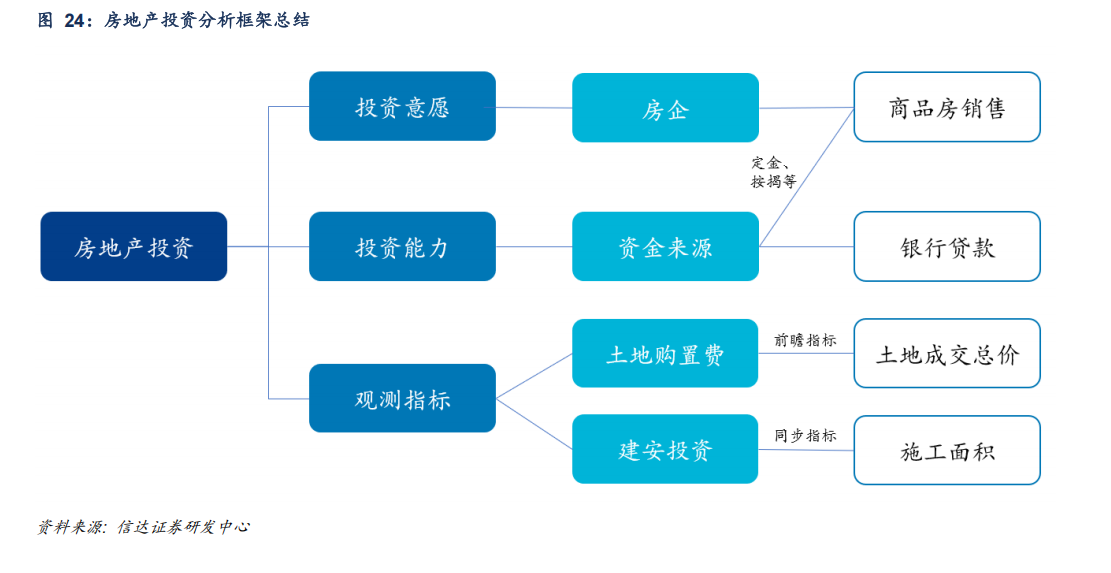 图 24：房地产投资分析框架总结
投资意愿
房企
商品房销售
定金、
按揭等
房地产投资
投资能力
资金来源
银行贷款
土地购置费
前瞻指标
土地成交总价
观测指标
建安投资
同步指标
施工面积
资料来源：信达证券研发中心